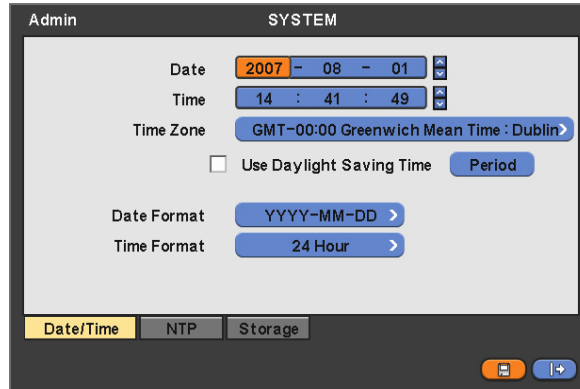 Admin SYSTEM
Date 2007 - 08 - 01
Time 14 : 41 : 49
Time Zone GMT-00:00 Greenwich Mean Time : Dublin
Use Daylight Saving Time Period
Date Format YYYY-MM-DD
Time Format 24 Hour
Date/Time NTP Storage